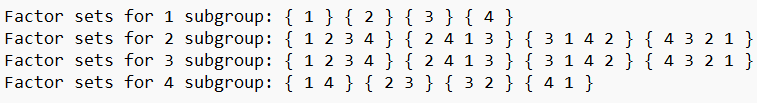 Factor sets for 1 subgroup: { 1 } { 2 } { 3 } { 4 }
Factor sets for 2 subgroup: { 1 2 3 4 } { 2 4 1 3 } { 3 1 4 2 } { 4 3 2 1 }
Factor sets for 3 subgroup: { 1 2 3 4 } { 2 4 1 3 } { 3 1 4 2 } { 4 3 2 1 }
Factor sets for 4 subgroup: { 1 4 } { 2 3 } { 3 2 } { 4 1 }